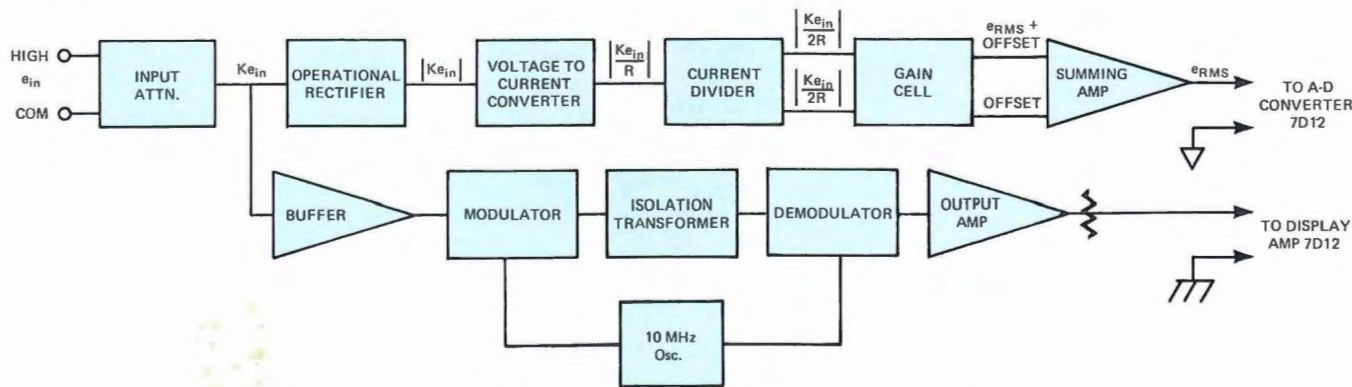 HIGH
e_in
COM
INPUT
ATTN.
Ke_in
OPERATIONAL
RECTIFIER
|Ke_in|
VOLTAGE TO
CURRENT
CONVERTER
|Ke_in/R|
CURRENT
DIVIDER
|Ke_in/2R|
|Ke_in/2R|
GAIN
CELL
e_RMS +
OFFSET
OFFSET
SUMMING
AMP
e_RMS
TO A-D
CONVERTER
7D12
BUFFER
MODULATOR
ISOLATION
TRANSFORMER
DEMODULATOR
OUTPUT
AMP
TO DISPLAY
AMP 7D12
10 MHz
Osc.